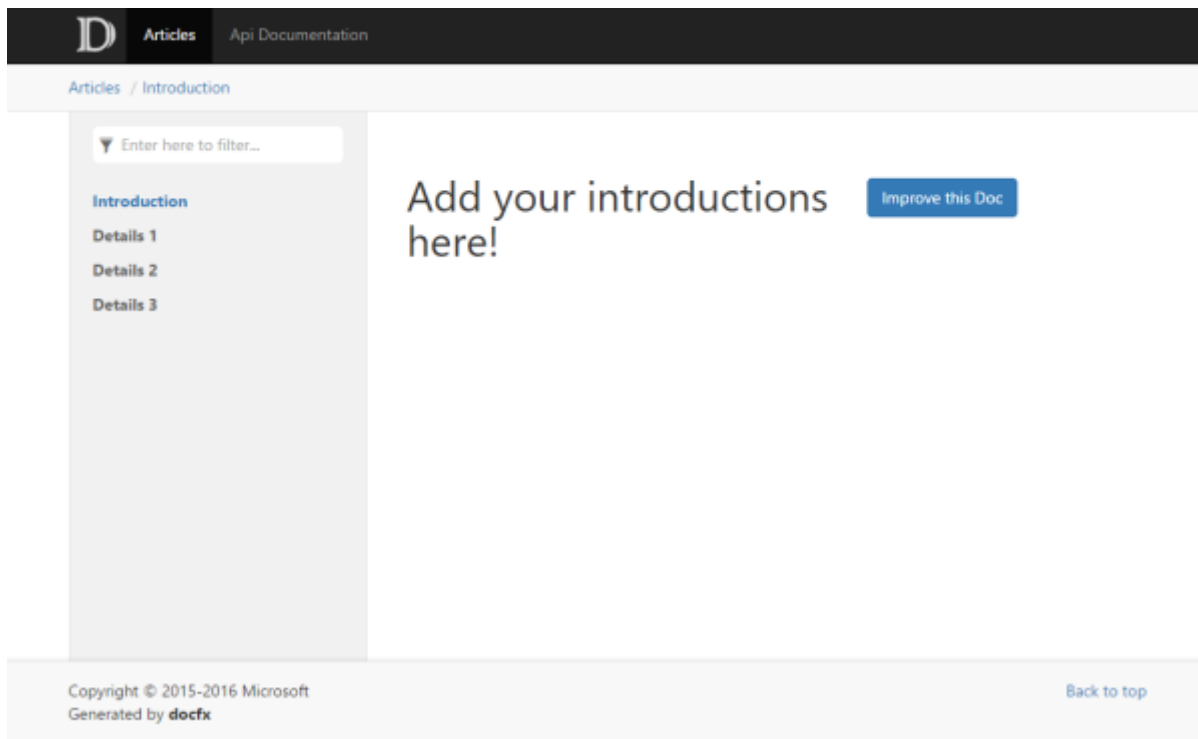 D Articles Api Documentation
Articles / Introduction
Enter here to filter...
Introduction
Details 1
Details 2
Details 3
Add your introductions
here!
Improve this Doc
Copyright © 2015-2016 Microsoft
Generated by docfx
Back to top